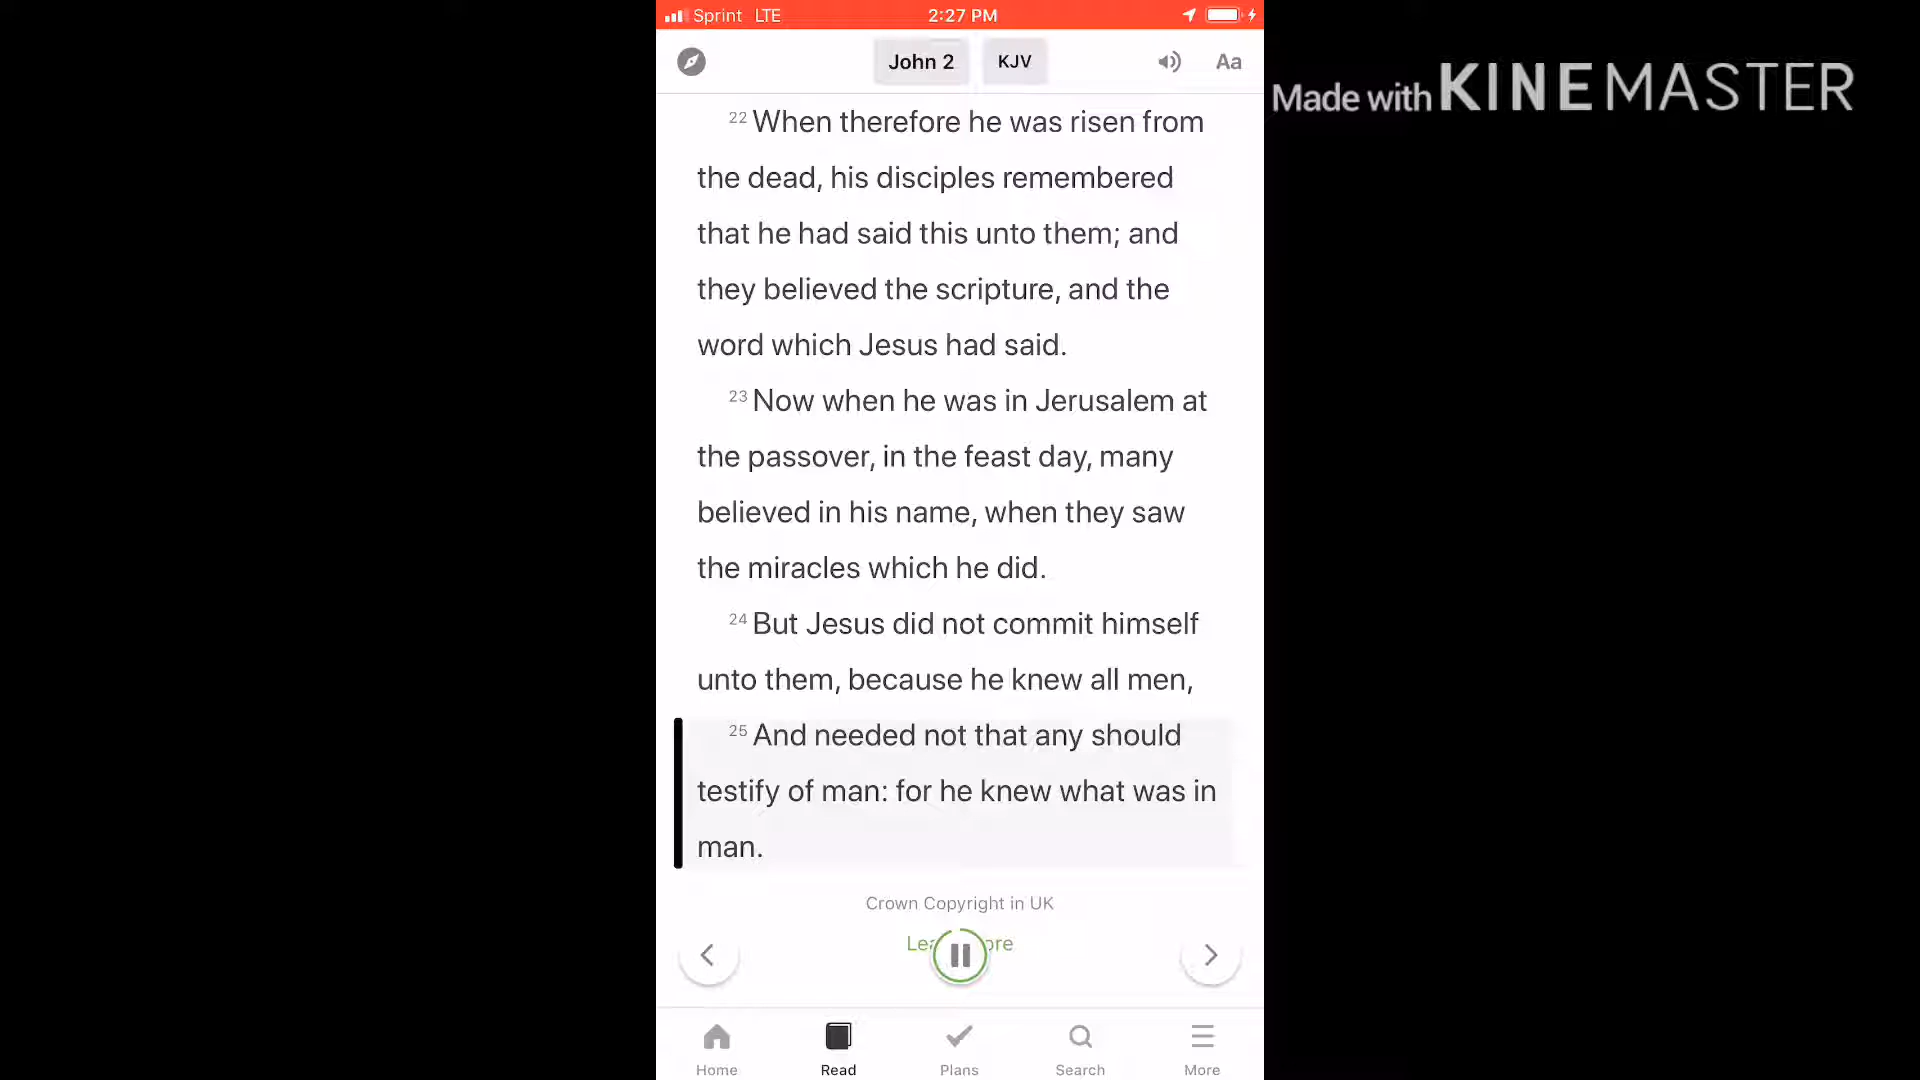 Sprint LTE 2:27 PM
John 2 KJV Aa
Made with KINEMASTER
22 When therefore he was risen from
the dead, his disciples remembered
that he had said this unto them; and
they believed the scripture, and the
word which Jesus had said.
23 Now when he was in Jerusalem at
the passover, in the feast day, many
believed in his name, when they saw
the miracles which he did.
24 But Jesus did not commit himself
unto them, because he knew all men,
25 And needed not that any should
testify of man: for he knew what was in
man.
Crown Copyright in UK
Home Read Plans Search More